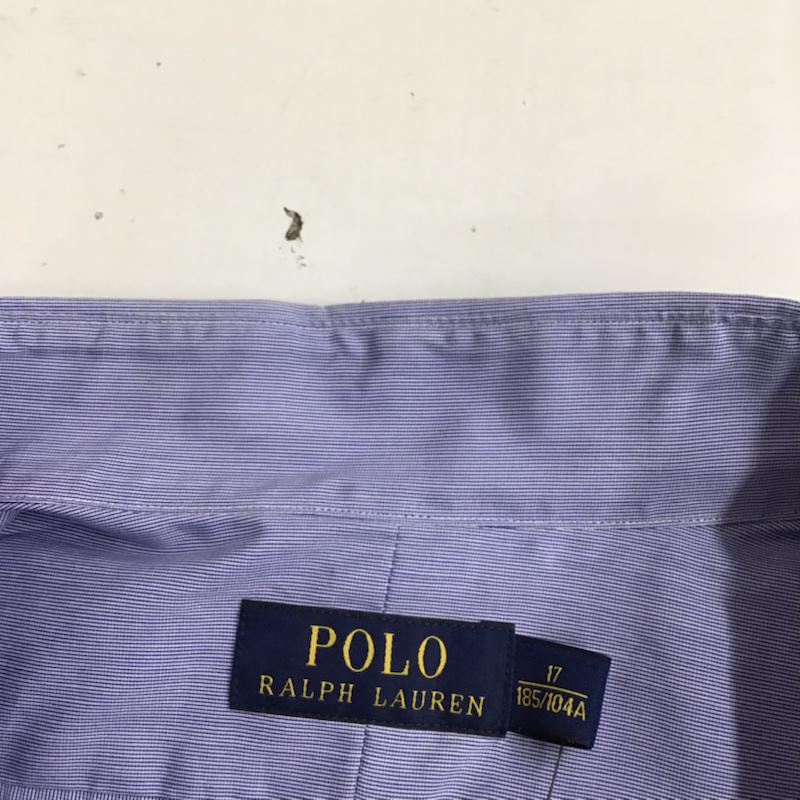 POLO
RALPH LAUREN
17
185/104A